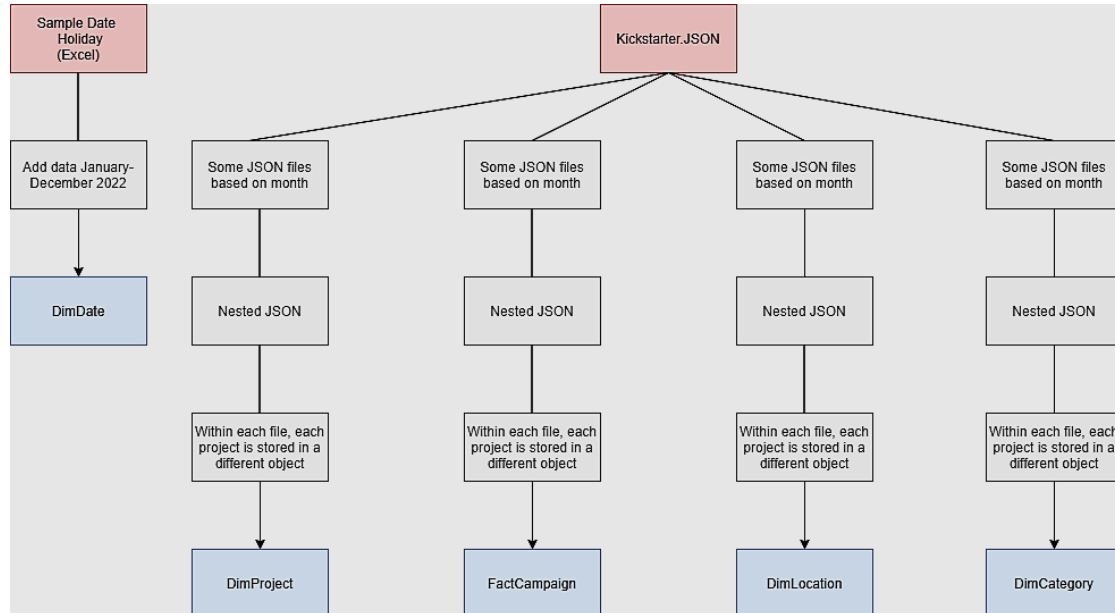 Sample Date
Holiday
(Excel)
Kickstarter.JSON
Add data January-
December 2022
Some JSON files
based on month
Some JSON files
based on month
Some JSON files
based on month
Some JSON files
based on month
DimDate
Nested JSON
Nested JSON
Nested JSON
Nested JSON
Within each file, each
project is stored in a
different object
Within each file, each
project is stored in a
different object
Within each file, each
project is stored in a
different object
Within each file, each
project is stored in a
different object
DimProject
FactCampaign
DimLocation
DimCategory